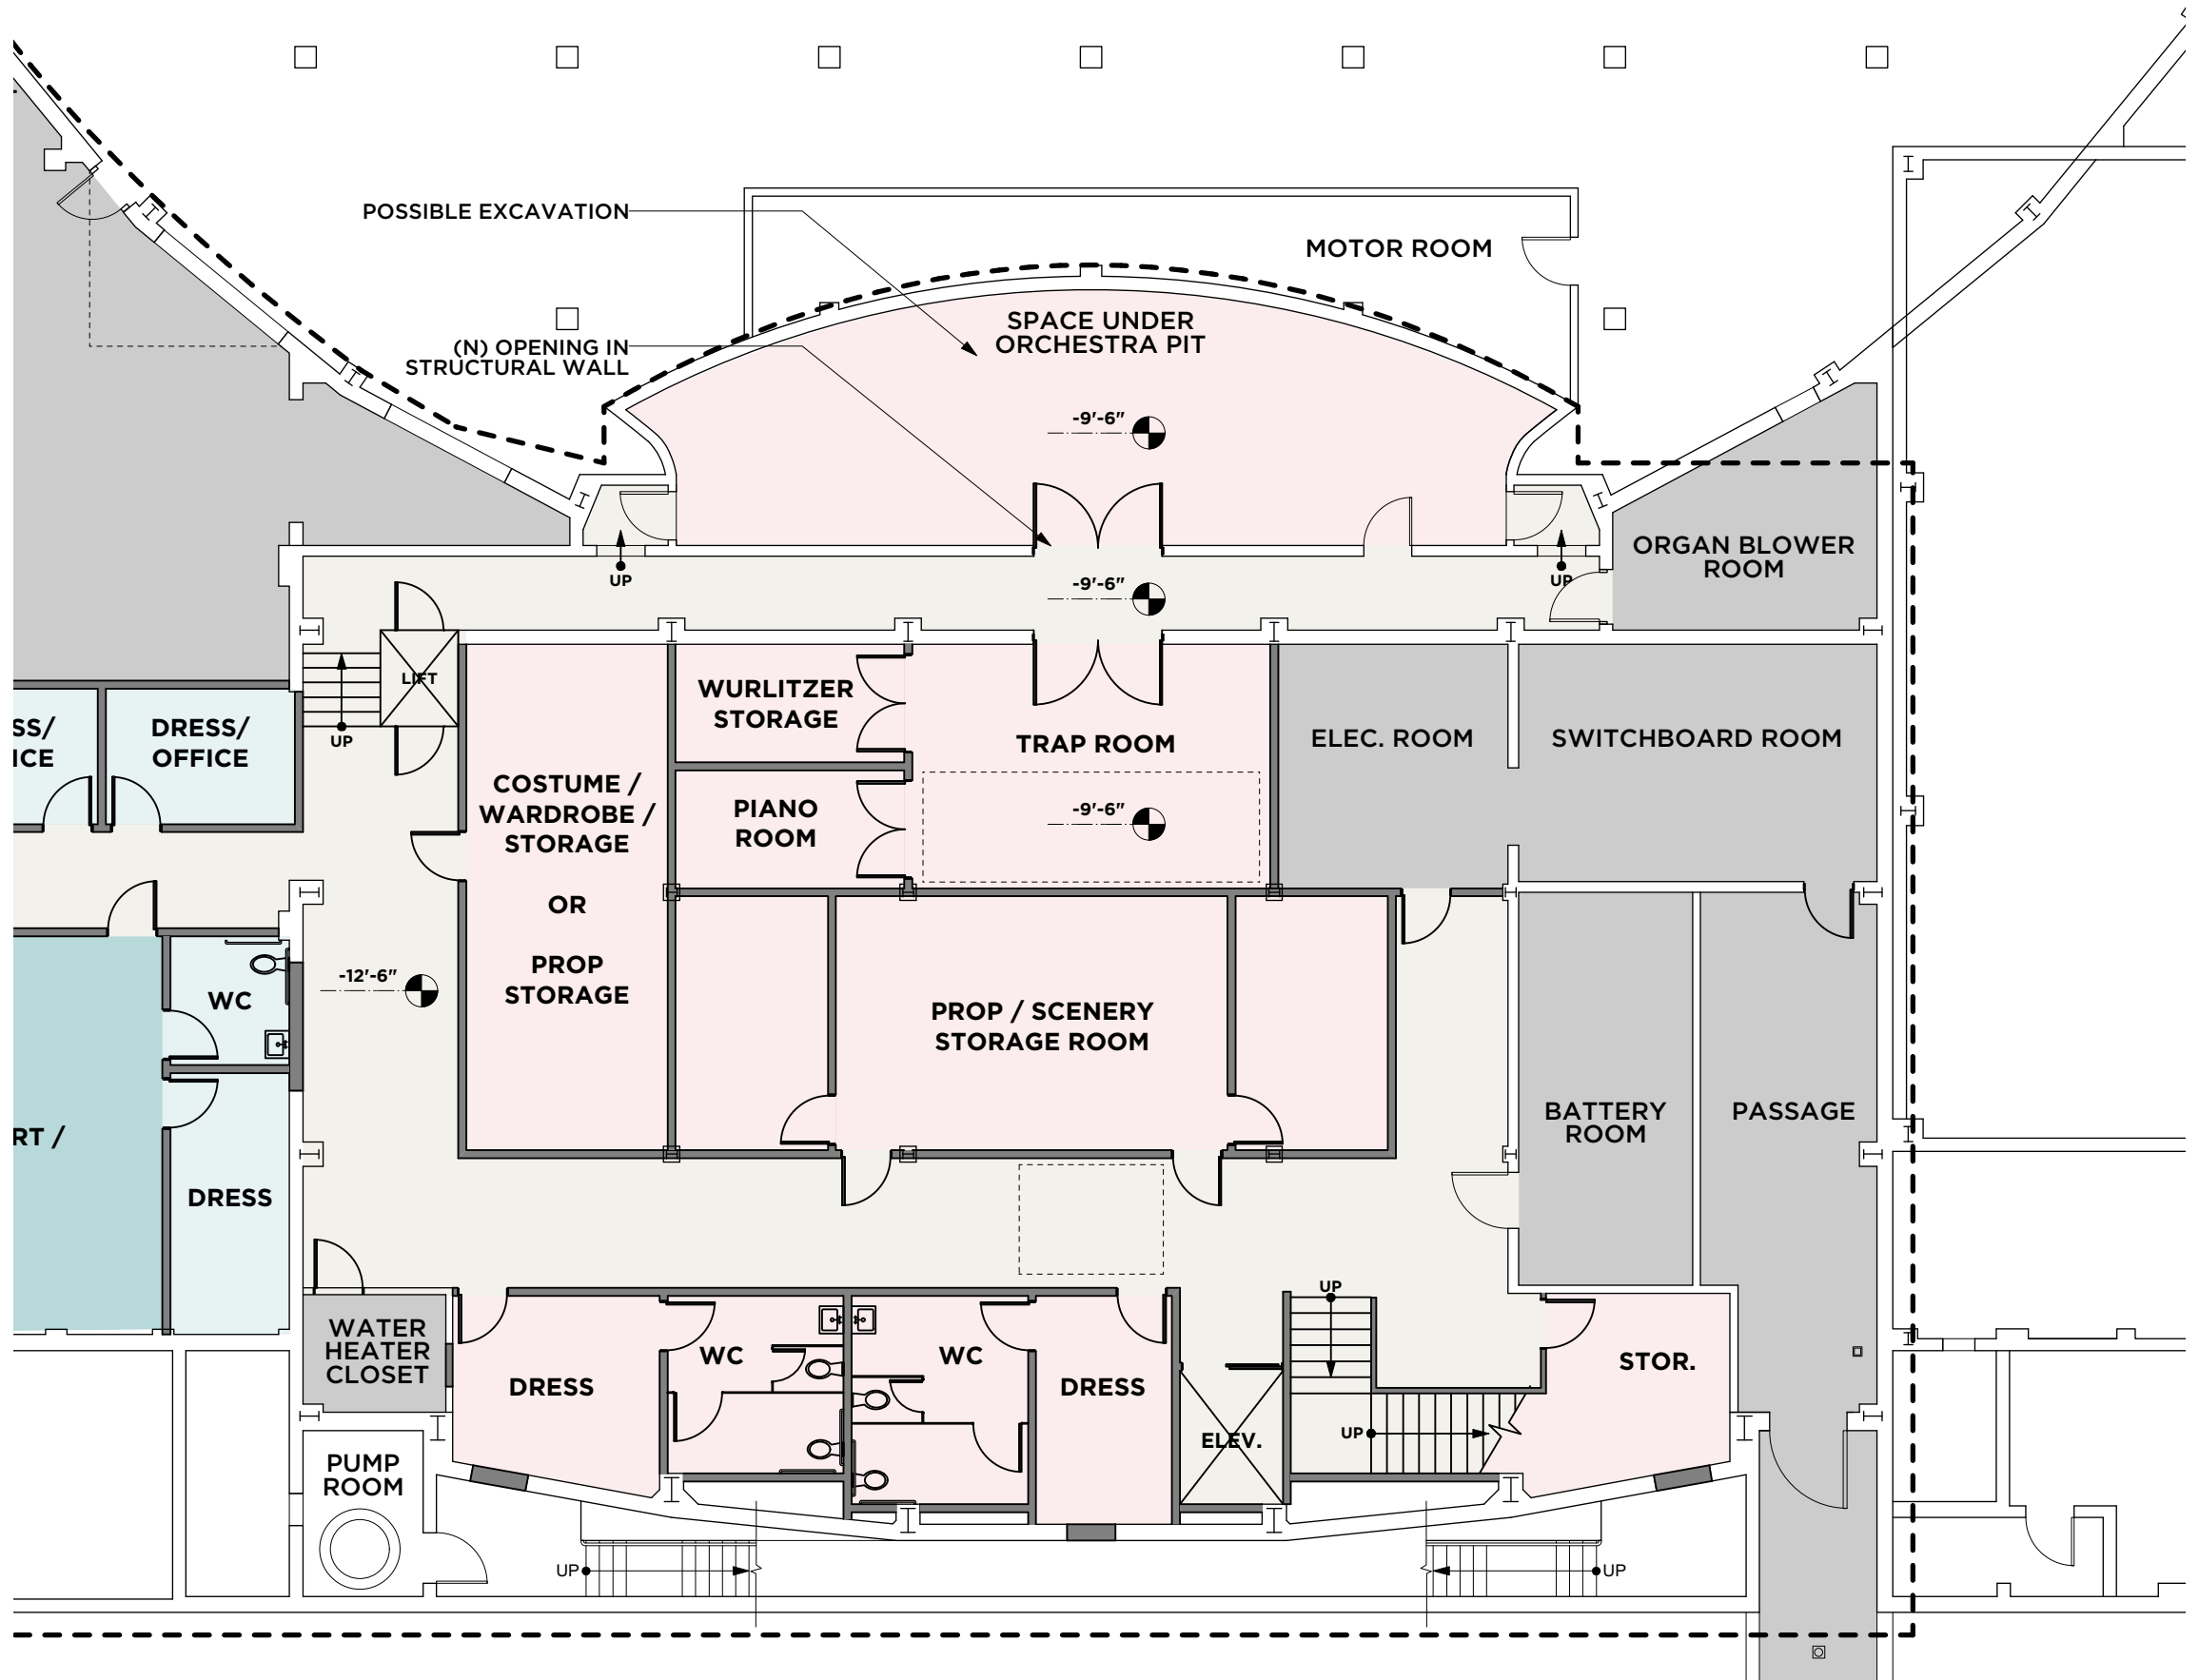 POSSIBLE EXCAVATION
MOTOR ROOM
SPACE UNDER
ORCHESTRA PIT
(N) OPENING IN
STRUCTURAL WALL
-9'-6"
ORGAN BLOWER
ROOM
UP
-9'-6"
UP
LIFT
UP
SS/
ICE
DRESS/
OFFICE
WURLITZER
STORAGE
TRAP ROOM
ELEC. ROOM
SWITCHBOARD ROOM
COSTUME /
WARDROBE /
STORAGE
OR
PROP
STORAGE
PIANO
ROOM
-9'-6"
-12'-6"
WC
PROP / SCENERY
STORAGE ROOM
BATTERY
ROOM
PASSAGE
RT /
DRESS
UP
WATER
HEATER
CLOSET
DRESS
WC
WC
DRESS
STOR.
ELEV.
UP
PUMP
ROOM
UP
UP